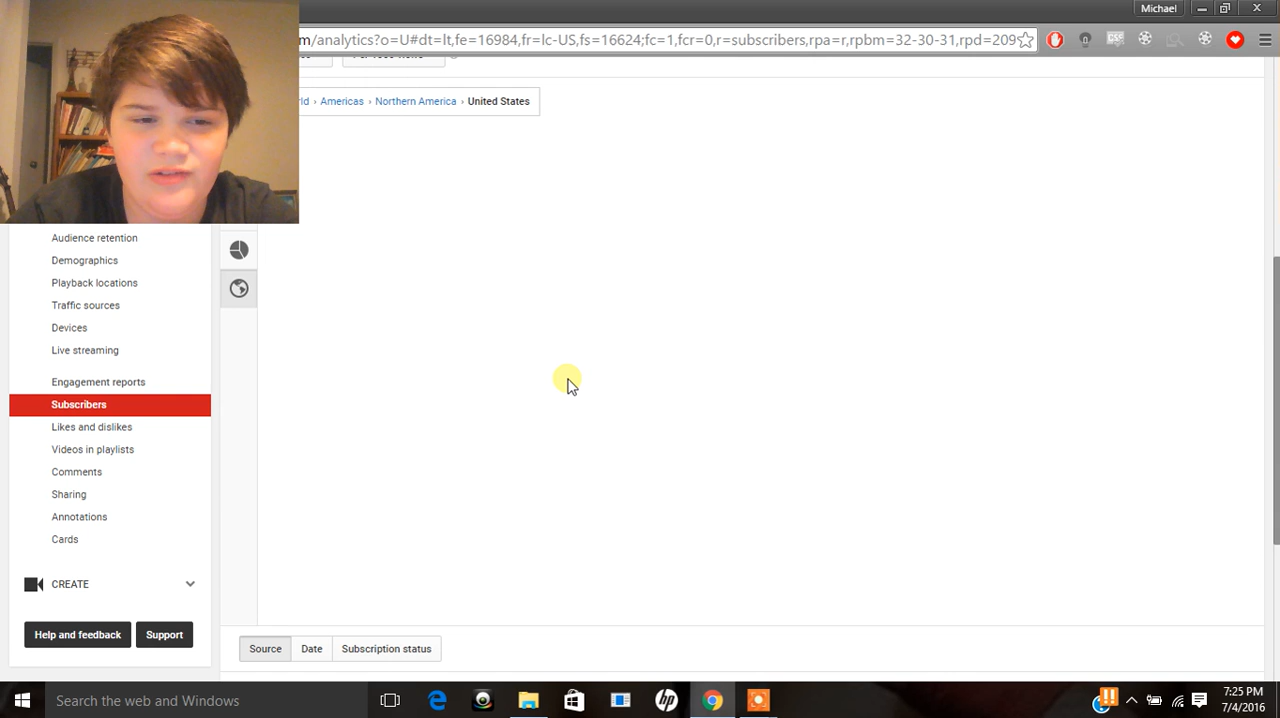 Michael
m/analytics?o=U#dt=lt,fe=16984,fr=lc-US,fs=16624;fc=1,fcr=0,r=subscribers,rpa=r,rpbm=32-30-31,rpd=209
ld › Americas › Northern America › United States
Audience retention
Demographics
Playback locations
Traffic sources
Devices
Live streaming
Engagement reports
Subscribers
Likes and dislikes
Videos in playlists
Comments
Sharing
Annotations
Cards
CREATE
Help and feedback
Support
Source
Date
Subscription status
Search the web and Windows
7:25 PM
7/4/2016